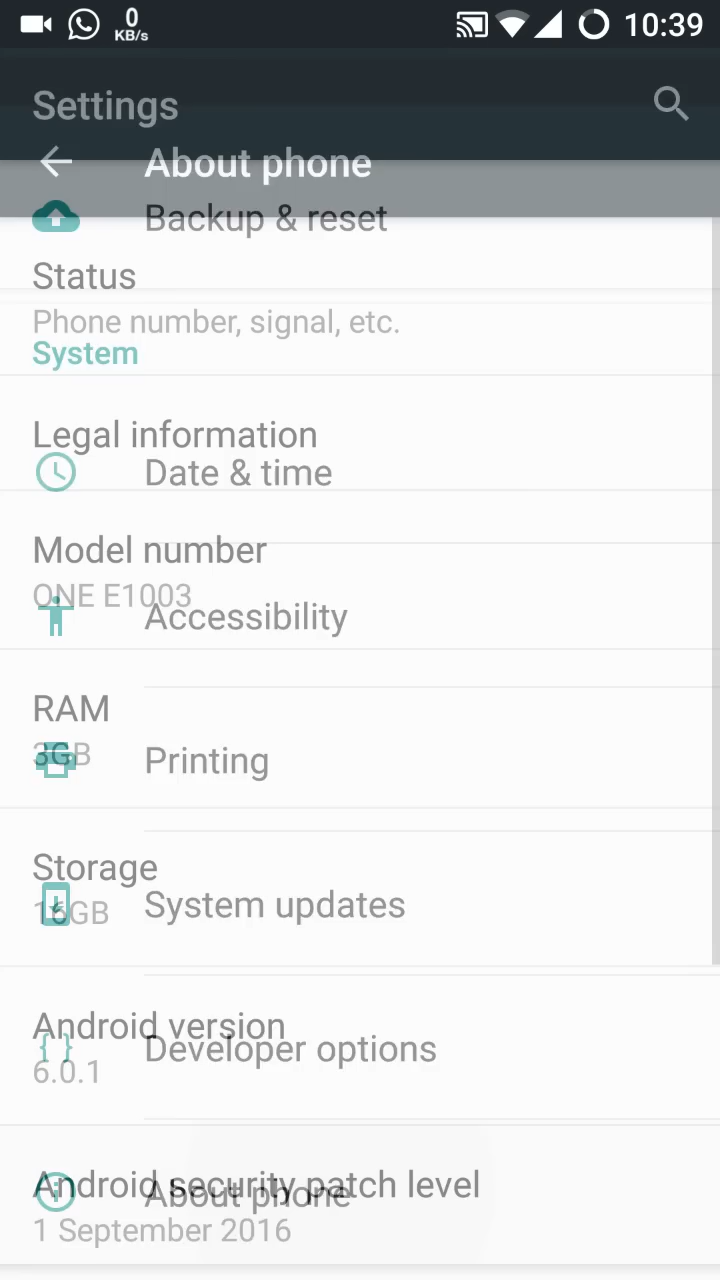 0
KB/s
10:39
Settings
About phone
Backup & reset
Status
Phone number, signal, etc.
System
Legal information
Date & time
Model number
ONE E1003
Accessibility
RAM
3GB
Printing
Storage
16GB
System updates
Android version
Developer options
6.0.1
Android security patch level
About phone
1 September 2016